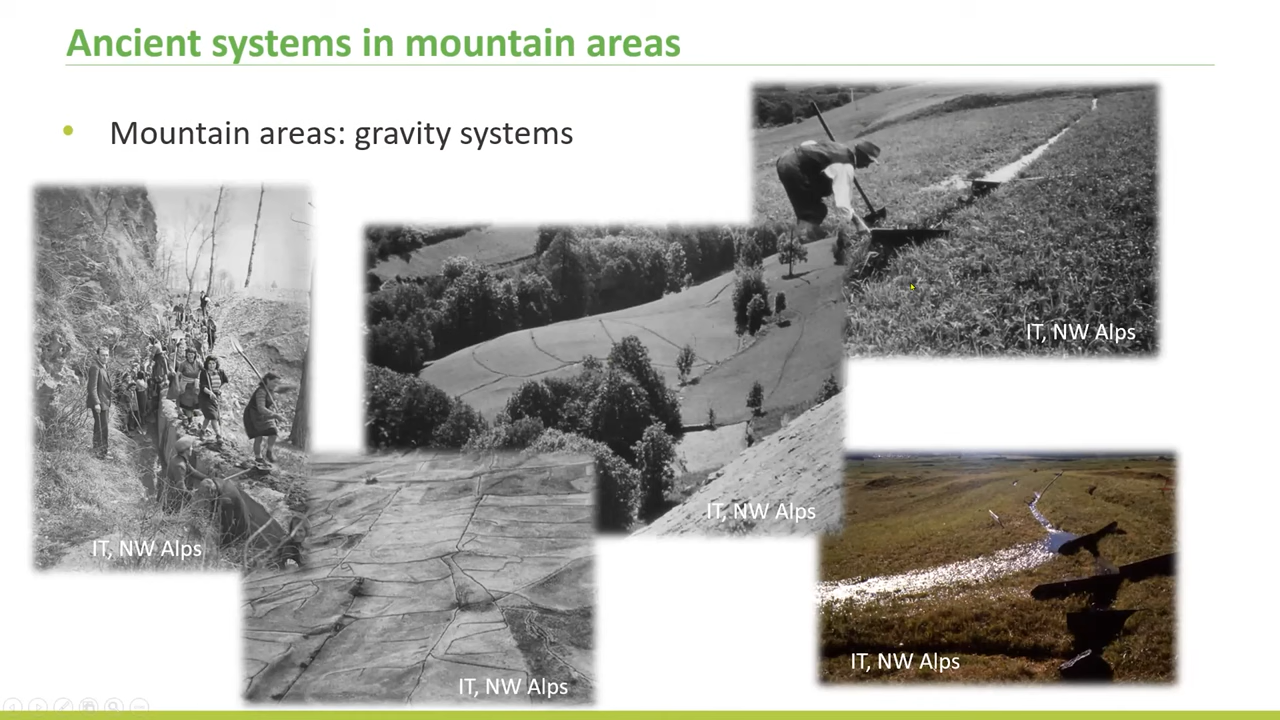 Ancient systems in mountain areas
Mountain areas: gravity systems
IT, NW Alps
IT, NW Alps
IT, NW Alps
IT, NW Alps
IT, NW Alps